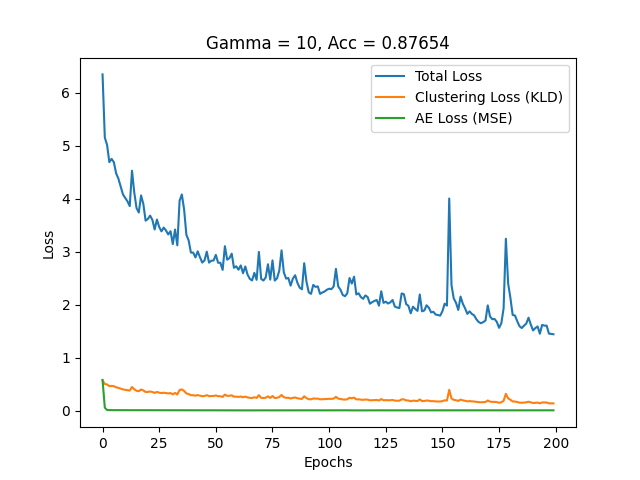 Gamma = 10, Acc = 0.87654
Total Loss
Clustering Loss (KLD)
AE Loss (MSE)
6
5
4
3
2
1
0
Loss
0 25 50 75 100 125 150 175 200
Epochs